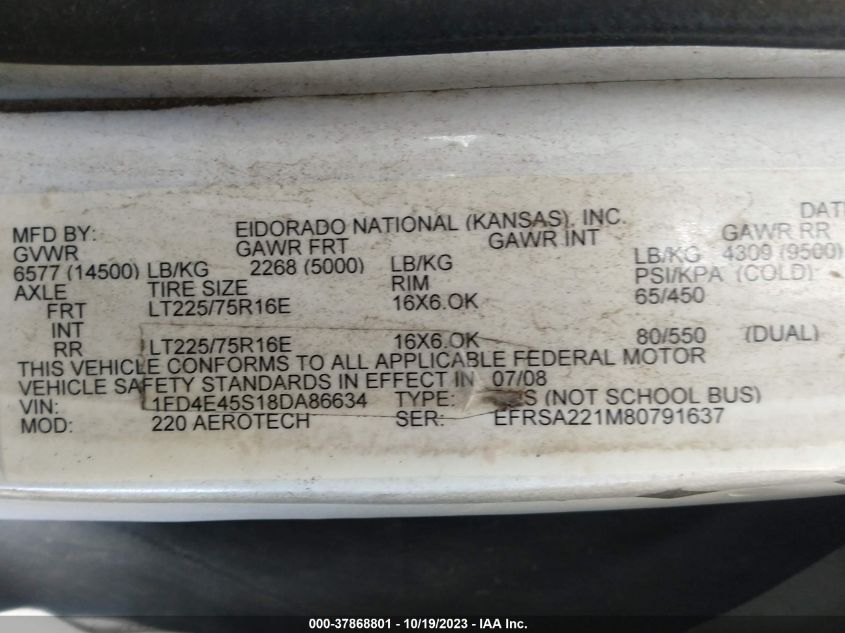 MFD BY: EIDORADO NATIONAL (KANSAS), INC. DAT
GVWR GAWR FRT GAWR INT GAWR RR
6577 (14500) LB/KG 2268 (5000) LB/KG LB/KG 4309 (9500)
AXLE TIRE SIZE RIM PSI/KPA (COLD)
FRT LT225/75R16E 16X6.OK 65/450
INT
RR LT225/75R16E 16X6.OK 80/550 (DUAL)
THIS VEHICLE CONFORMS TO ALL APPLICABLE FEDERAL MOTOR
VEHICLE SAFETY STANDARDS IN EFFECT IN 07/08
VIN: 1FD4E45S18DA86634 TYPE: S (NOT SCHOOL BUS)
MOD: 220 AEROTECH SER: EFRSA221M80791637
000-37868801 - 10/19/2023 - IAA Inc.